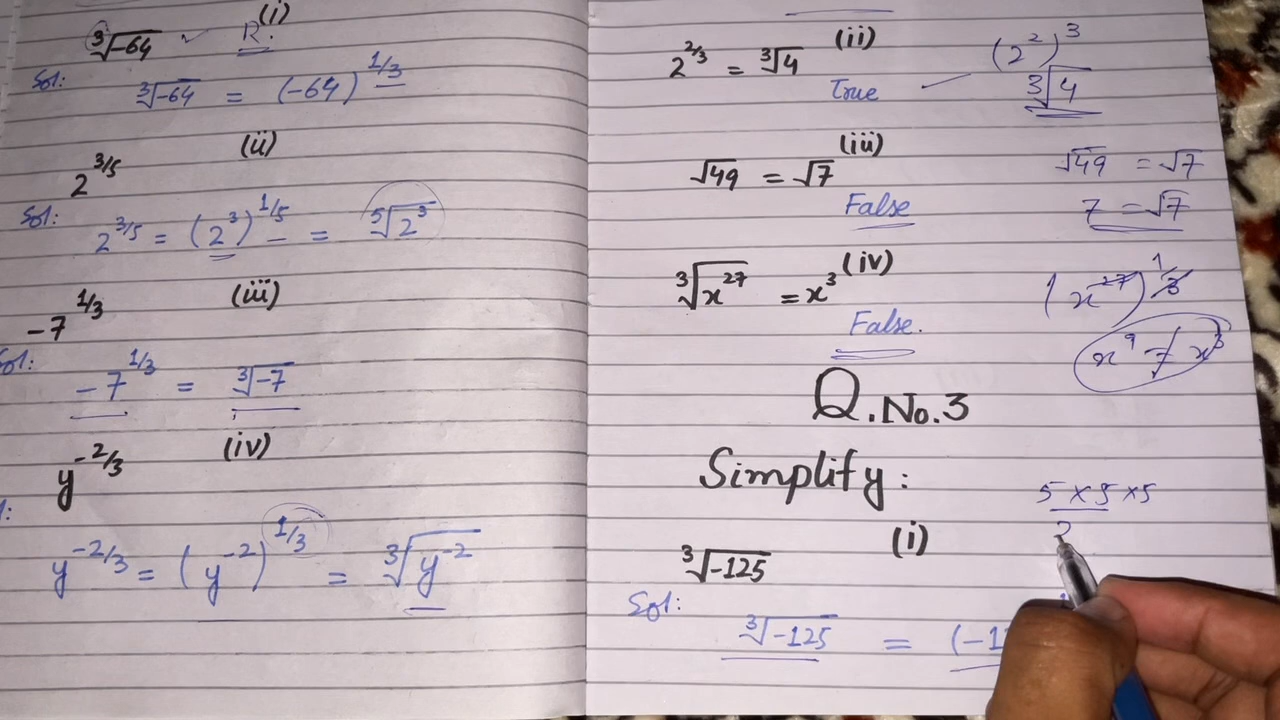 (i)
∛-64 ✓ R:
Sol: ∛-64 = (-64)^1/3
(ii)
2^3/5
Sol: 2^3/5 = (2^3)^1/5 = ⁵√2^3
(iii)
-7^1/3
Sol: -7^1/3 = ∛-7
(iv)
y^-2/3
y^-2/3 = (y^-2)^1/3 = ∛y^-2
2^2/3 = ∛4 (ii)
True
(2^2)^3
∛4
√49 = √7 (iii)
False
√49 = √7
7 = √7
∛x^27 = x^3 (iv)
False.
(x^27)^1/3
x^9 ≠ x^3
Q.No.3
Simplify:
5 × 5 × 5
2
(i)
∛-125
Sol:
∛-125 = (-1